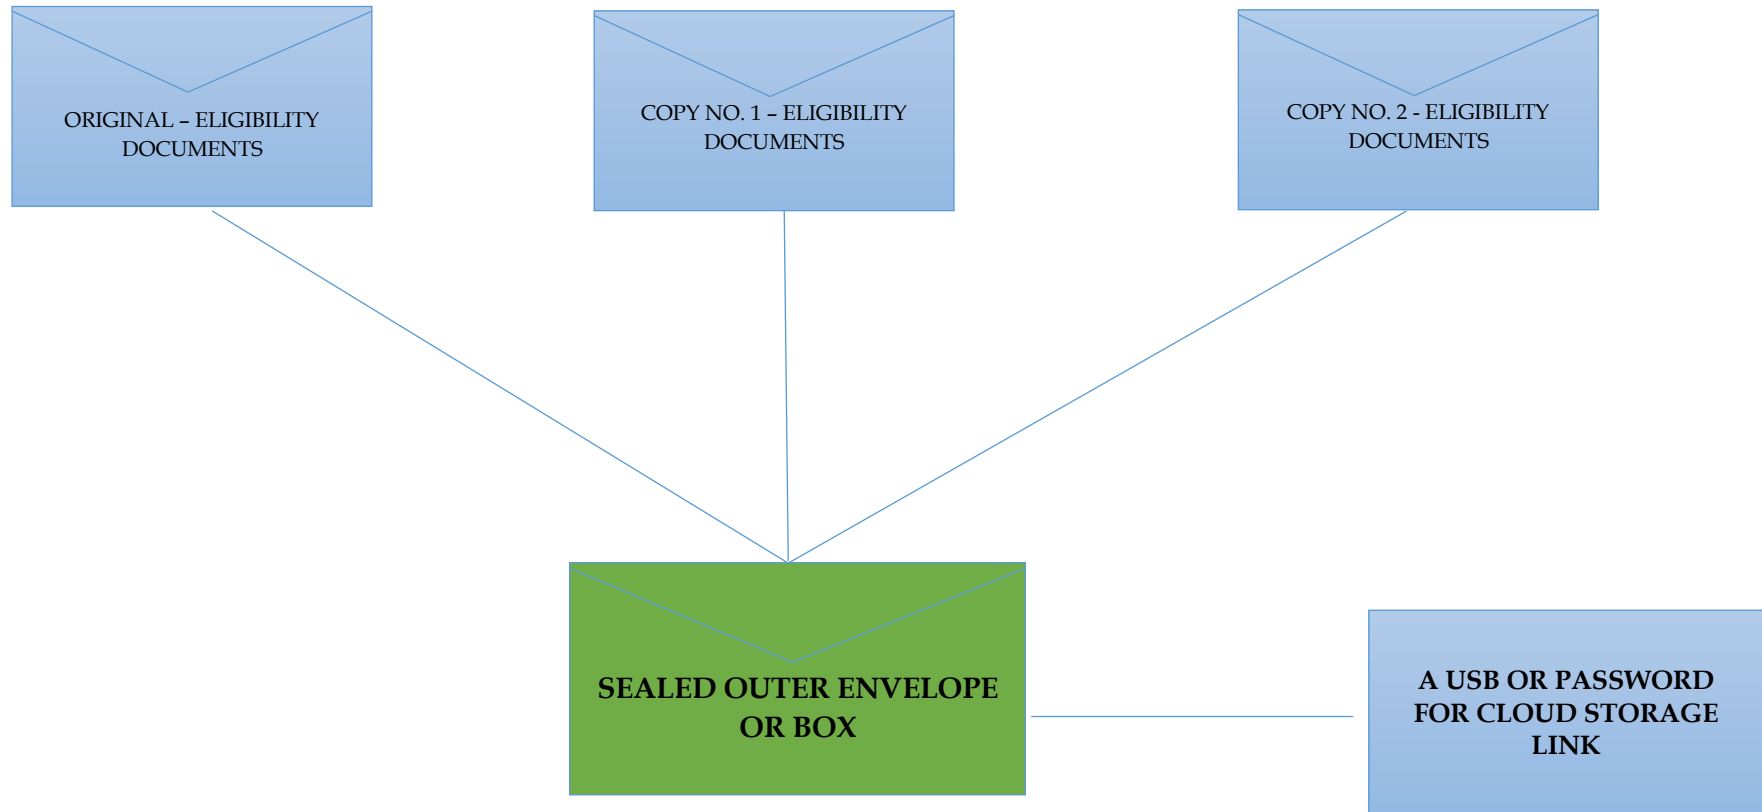 ORIGINAL – ELIGIBILITY
DOCUMENTS
COPY NO. 1 – ELIGIBILITY
DOCUMENTS
COPY NO. 2 - ELIGIBILITY
DOCUMENTS
SEALED OUTER ENVELOPE
OR BOX
A USB OR PASSWORD
FOR CLOUD STORAGE
LINK